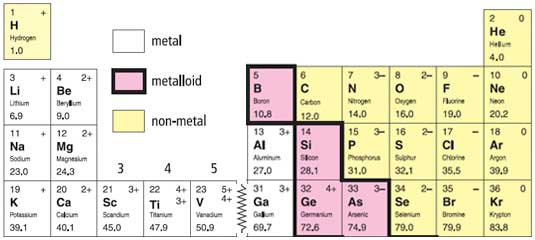 1 +
H
Hydrogen
1.0
metal
metalloid
non-metal
2 0
He
Helium
4.0
3 +
Li
Lithium
6.9
4 2+
Be
Beryllium
9.0
5
B
Boron
10.8
6
C
Carbon
12.0
7 3–
N
Nitrogen
14.0
8 2–
O
Oxygen
16.0
9 –
F
Fluorine
19.0
10 0
Ne
Neon
20.2
11 +
Na
Sodium
23.0
12 2+
Mg
Magnesium
24.3
3 4 5
13 3+
Al
Aluminum
27.0
14
Si
Silicon
28.1
15 3–
P
Phosphorus
31.0
16 2–
S
Sulphur
32.1
17 –
Cl
Chlorine
35.5
18 0
Ar
Argon
39.9
19 +
K
Potassium
39.1
20 2+
Ca
Calcium
40.1
21 3+
Sc
Scandium
45.0
22 4+
3+
Ti
Titanium
47.9
23 5+
4+
V
Vanadium
50.9
31 3+
Ga
Gallium
69.7
32 4+
Ge
Germanium
72.6
33 3–
As
Arsenic
74.9
34 2–
Se
Selenium
79.0
35 –
Br
Bromine
79.9
36 0
Kr
Krypton
83.8